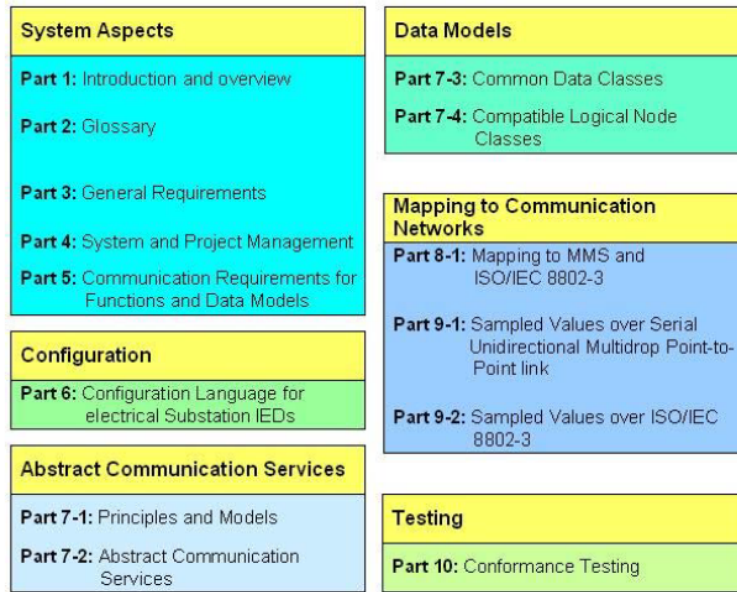 System Aspects
Part 1: Introduction and overview
Part 2: Glossary
Part 3: General Requirements
Part 4: System and Project Management
Part 5: Communication Requirements for
Functions and Data Models
Configuration
Part 6: Configuration Language for
electrical Substation IEDs
Abstract Communication Services
Part 7-1: Principles and Models
Part 7-2: Abstract Communication
Services
Data Models
Part 7-3: Common Data Classes
Part 7-4: Compatible Logical Node
Classes
Mapping to Communication
Networks
Part 8-1: Mapping to MMS and
ISO/IEC 8802-3
Part 9-1: Sampled Values over Serial
Unidirectional Multidrop Point-to-
Point link
Part 9-2: Sampled Values over ISO/IEC
8802-3
Testing
Part 10: Conformance Testing